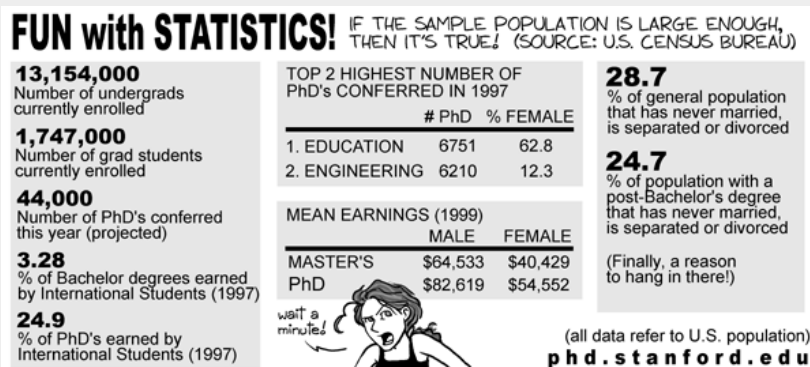 FUN with STATISTICS!
IF THE SAMPLE POPULATION IS LARGE ENOUGH,
THEN IT'S TRUE! (SOURCE: U.S. CENSUS BUREAU)
13,154,000
Number of undergrads
currently enrolled
1,747,000
Number of grad students
currently enrolled
44,000
Number of PhD's conferred
this year (projected)
3.28
% of Bachelor degrees earned
by International Students (1997)
24.9
% of PhD's earned by
International Students (1997)
TOP 2 HIGHEST NUMBER OF
PhD's CONFERRED IN 1997
# PhD % FEMALE
1. EDUCATION 6751 62.8
2. ENGINEERING 6210 12.3
MEAN EARNINGS (1999)
MALE FEMALE
MASTER'S $64,533 $40,429
PhD $82,619 $54,552
wait a
minute!
28.7
% of general population
that has never married,
is separated or divorced
24.7
% of population with a
post-Bachelor's degree
that has never married,
is separated or divorced
(Finally, a reason
to hang in there!)
(all data refer to U.S. population)
phd.stanford.edu